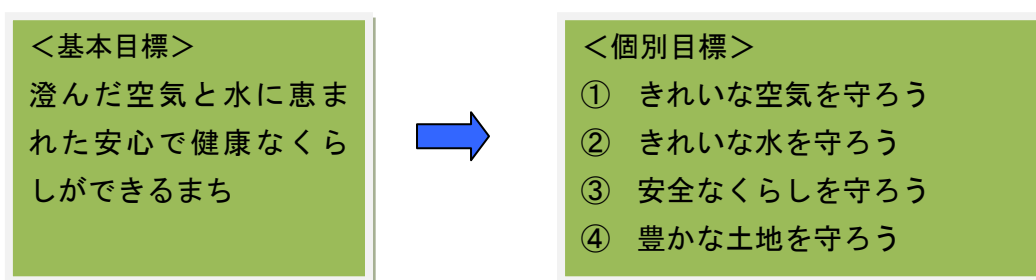 ＜基本目標＞
澄んだ空気と水に恵ま
れた安心で健康なくら
しができるまち
＜個別目標＞
①　きれいな空気を守ろう
②　きれいな水を守ろう
③　安全なくらしを守ろう
④　豊かな土地を守ろう